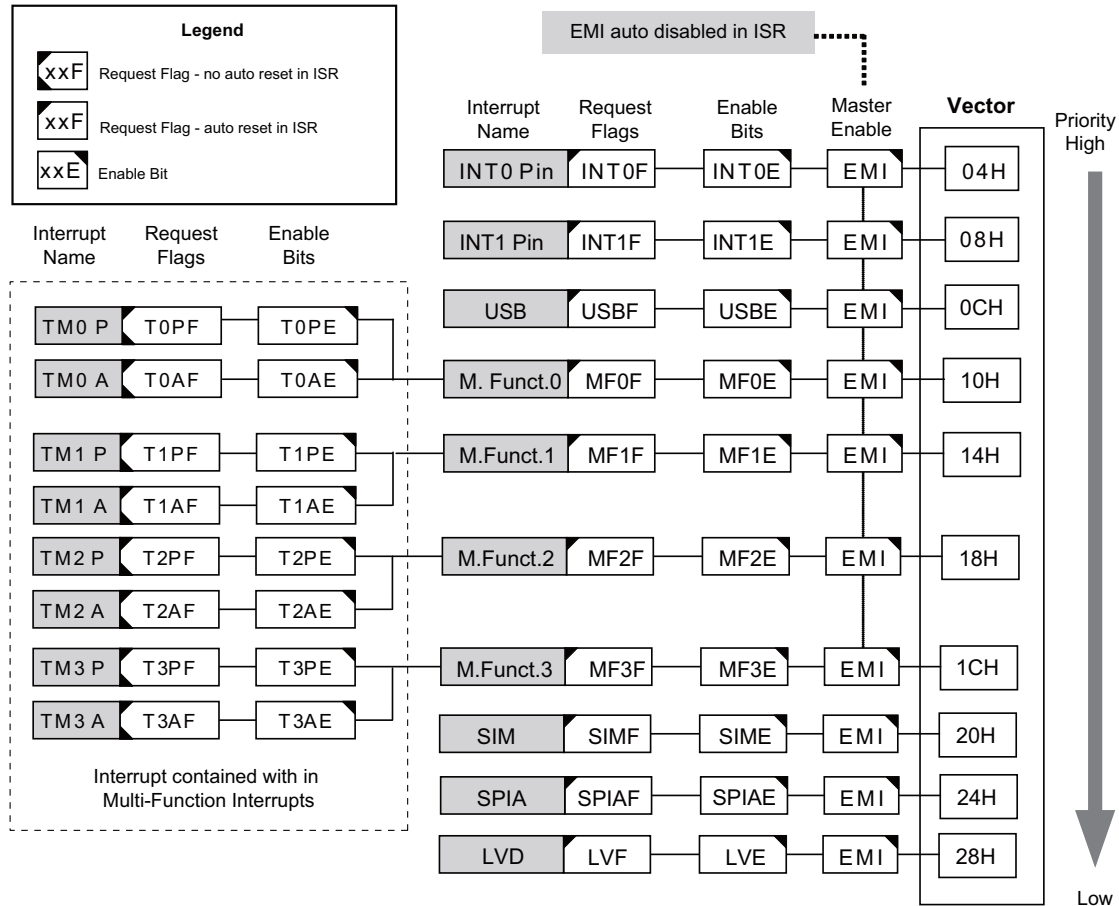 Legend
xxF Request Flag - no auto reset in ISR
xxF Request Flag - auto reset in ISR
xxE Enable Bit
EMI auto disabled in ISR
Interrupt Name Request Flags Enable Bits Master Enable Vector
Priority High
INT0 Pin INT0F INT0E EMI 04H
INT1 Pin INT1F INT1E EMI 08H
USB USBF USBE EMI 0CH
M. Funct.0 MF0F MF0E EMI 10H
M.Funct.1 MF1F MF1E EMI 14H
M.Funct.2 MF2F MF2E EMI 18H
M.Funct.3 MF3F MF3E EMI 1CH
SIM SIMF SIME EMI 20H
SPIA SPIAF SPIAE EMI 24H
LVD LVF LVE EMI 28H
Low
Interrupt Name Request Flags Enable Bits
TM0 P T0PF T0PE
TM0 A T0AF T0AE
TM1 P T1PF T1PE
TM1 A T1AF T1AE
TM2 P T2PF T2PE
TM2 A T2AF T2AE
TM3 P T3PF T3PE
TM3 A T3AF T3AE
Interrupt contained with in
Multi-Function Interrupts